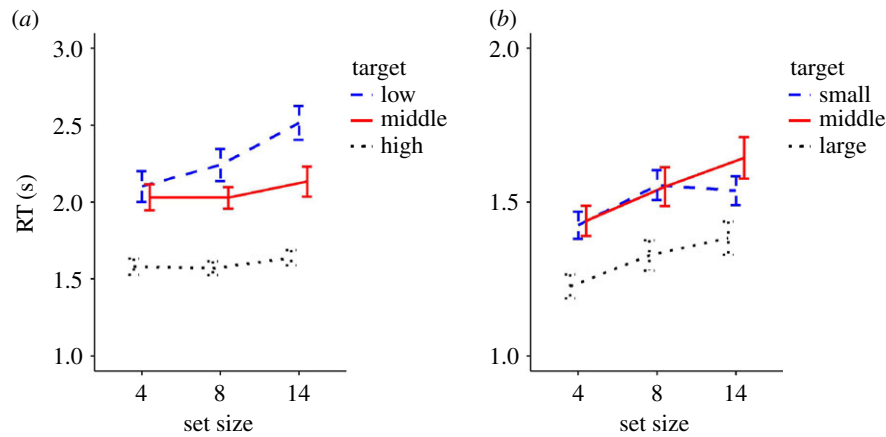 (a)
3.0
2.5
2.0
1.5
1.0
RT (s)
4 8 14
set size
target
low
middle
high
(b)
2.0
1.5
1.0
4 8 14
set size
target
small
middle
large